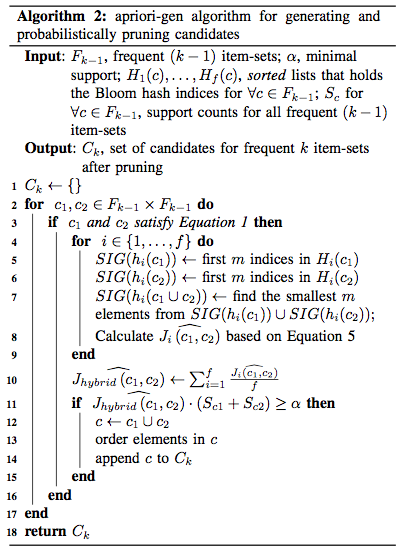 Algorithm 2: apriori-gen algorithm for generating and
probabilistically pruning candidates
Input: $F_{k-1}$, frequent $(k-1)$ item-sets; $\alpha$, minimal
support; $H_1(c), \ldots, H_f(c)$, sorted lists that holds
the Bloom hash indices for $\forall c \in F_{k-1}$; $S_c$ for
$\forall c \in F_{k-1}$, support counts for all frequent $(k-1)$
item-sets
Output: $C_k$, set of candidates for frequent $k$ item-sets
after pruning
1 $C_k \leftarrow \{\}$
2 for $c_1, c_2 \in F_{k-1} \times F_{k-1}$ do
3 if $c_1$ and $c_2$ satisfy Equation 1 then
4 for $i \in \{1, \ldots, f\}$ do
5 $SIG(h_i(c_1)) \leftarrow$ first $m$ indices in $H_i(c_1)$
6 $SIG(h_i(c_2)) \leftarrow$ first $m$ indices in $H_i(c_2)$
7 $SIG(h_i(c_1 \cup c_2)) \leftarrow$ find the smallest $m$
elements from $SIG(h_i(c_1)) \cup SIG(h_i(c_2))$;
8 Calculate $J_i\widehat{(c_1, c_2)}$ based on Equation 5
9 end
10 $J_{hybrid}\widehat{(c_1, c_2)} \leftarrow \sum_{i=1}^{f} \frac{J_i\widehat{(c_1, c_2)}}{f}$
11 if $J_{hybrid}\widehat{(c_1, c_2)} \cdot (S_{c1} + S_{c2}) \geq \alpha$ then
12 $c \leftarrow c_1 \cup c_2$
13 order elements in $c$
14 append $c$ to $C_k$
15 end
16 end
17 end
18 return $C_k$